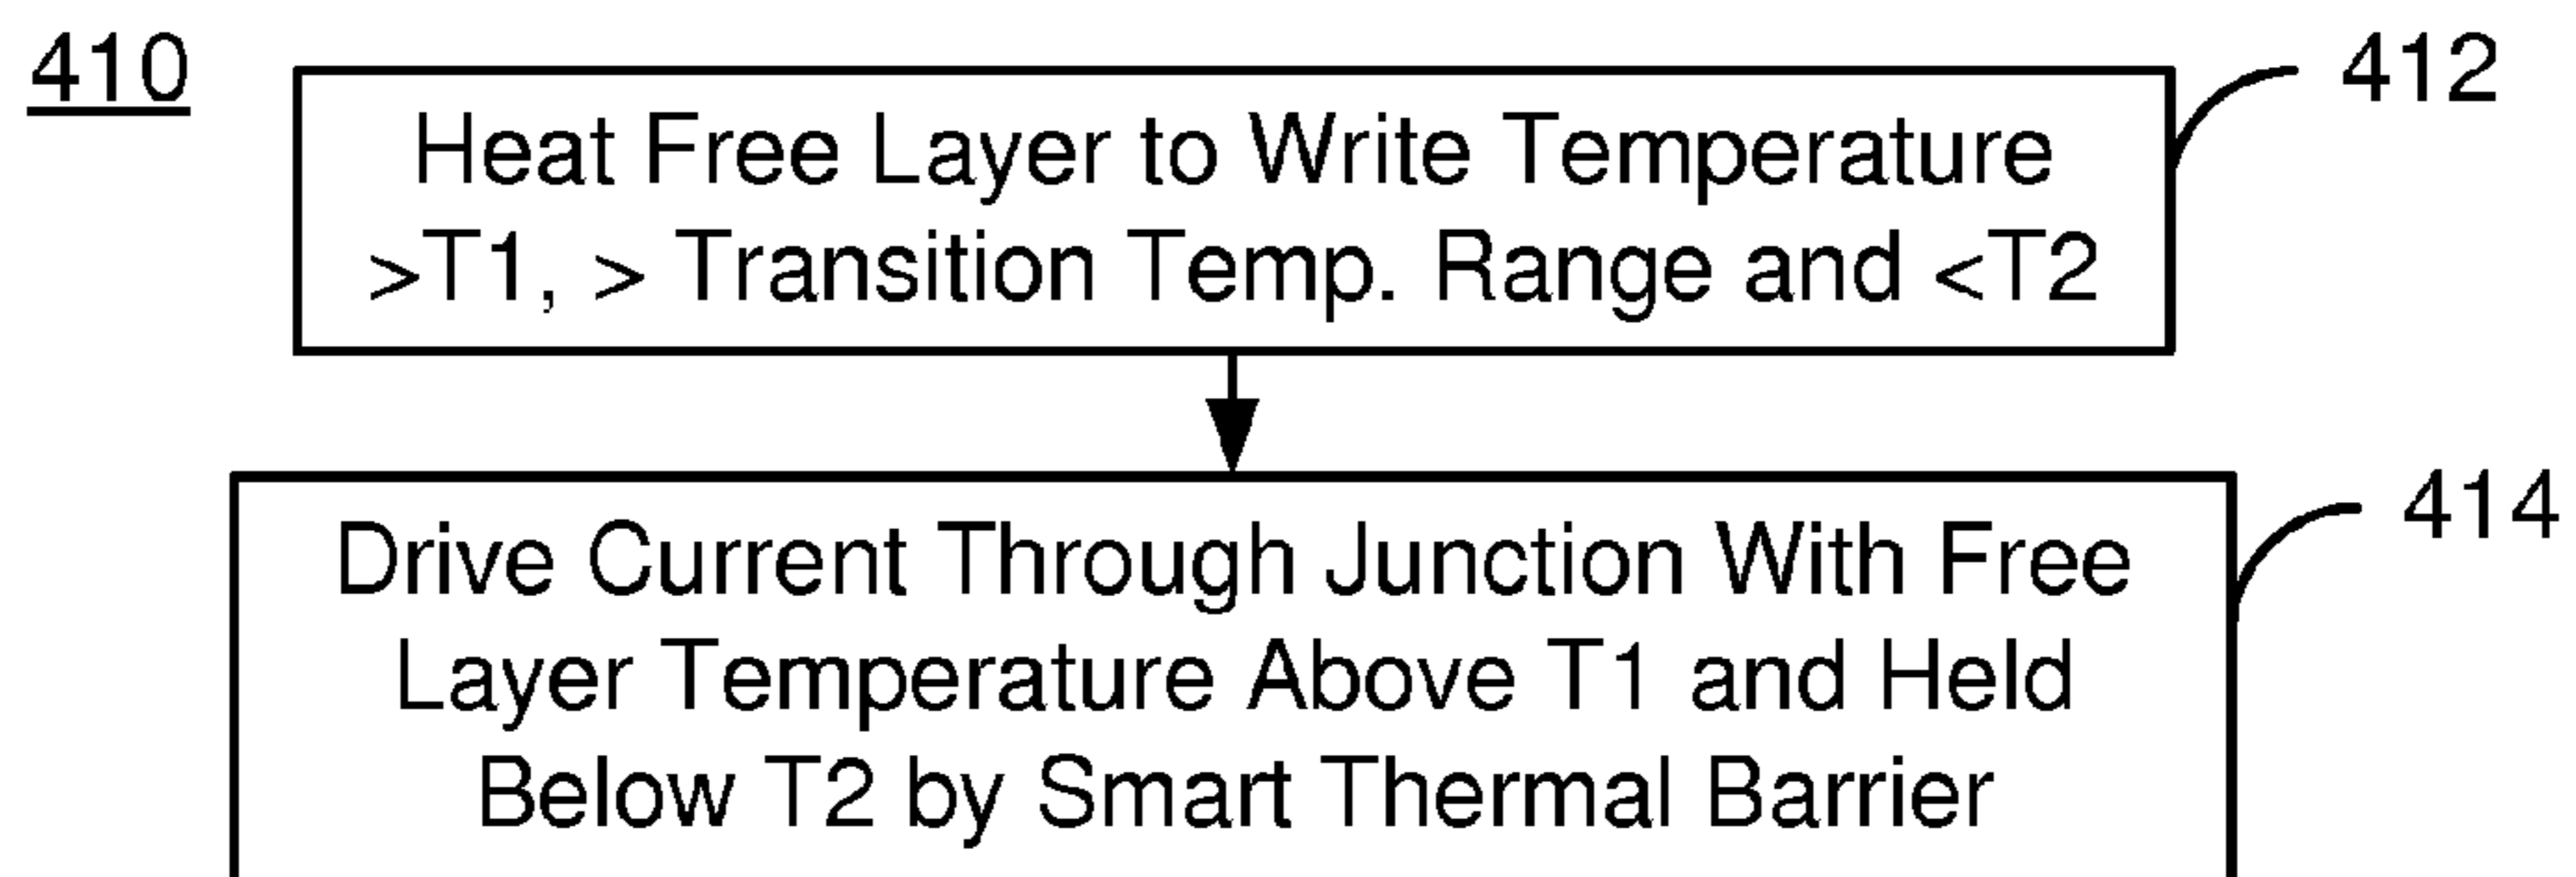 410
412
Heat Free Layer to Write Temperature
>T1, > Transition Temp. Range and <T2
414
Drive Current Through Junction With Free
Layer Temperature Above T1 and Held
Below T2 by Smart Thermal Barrier